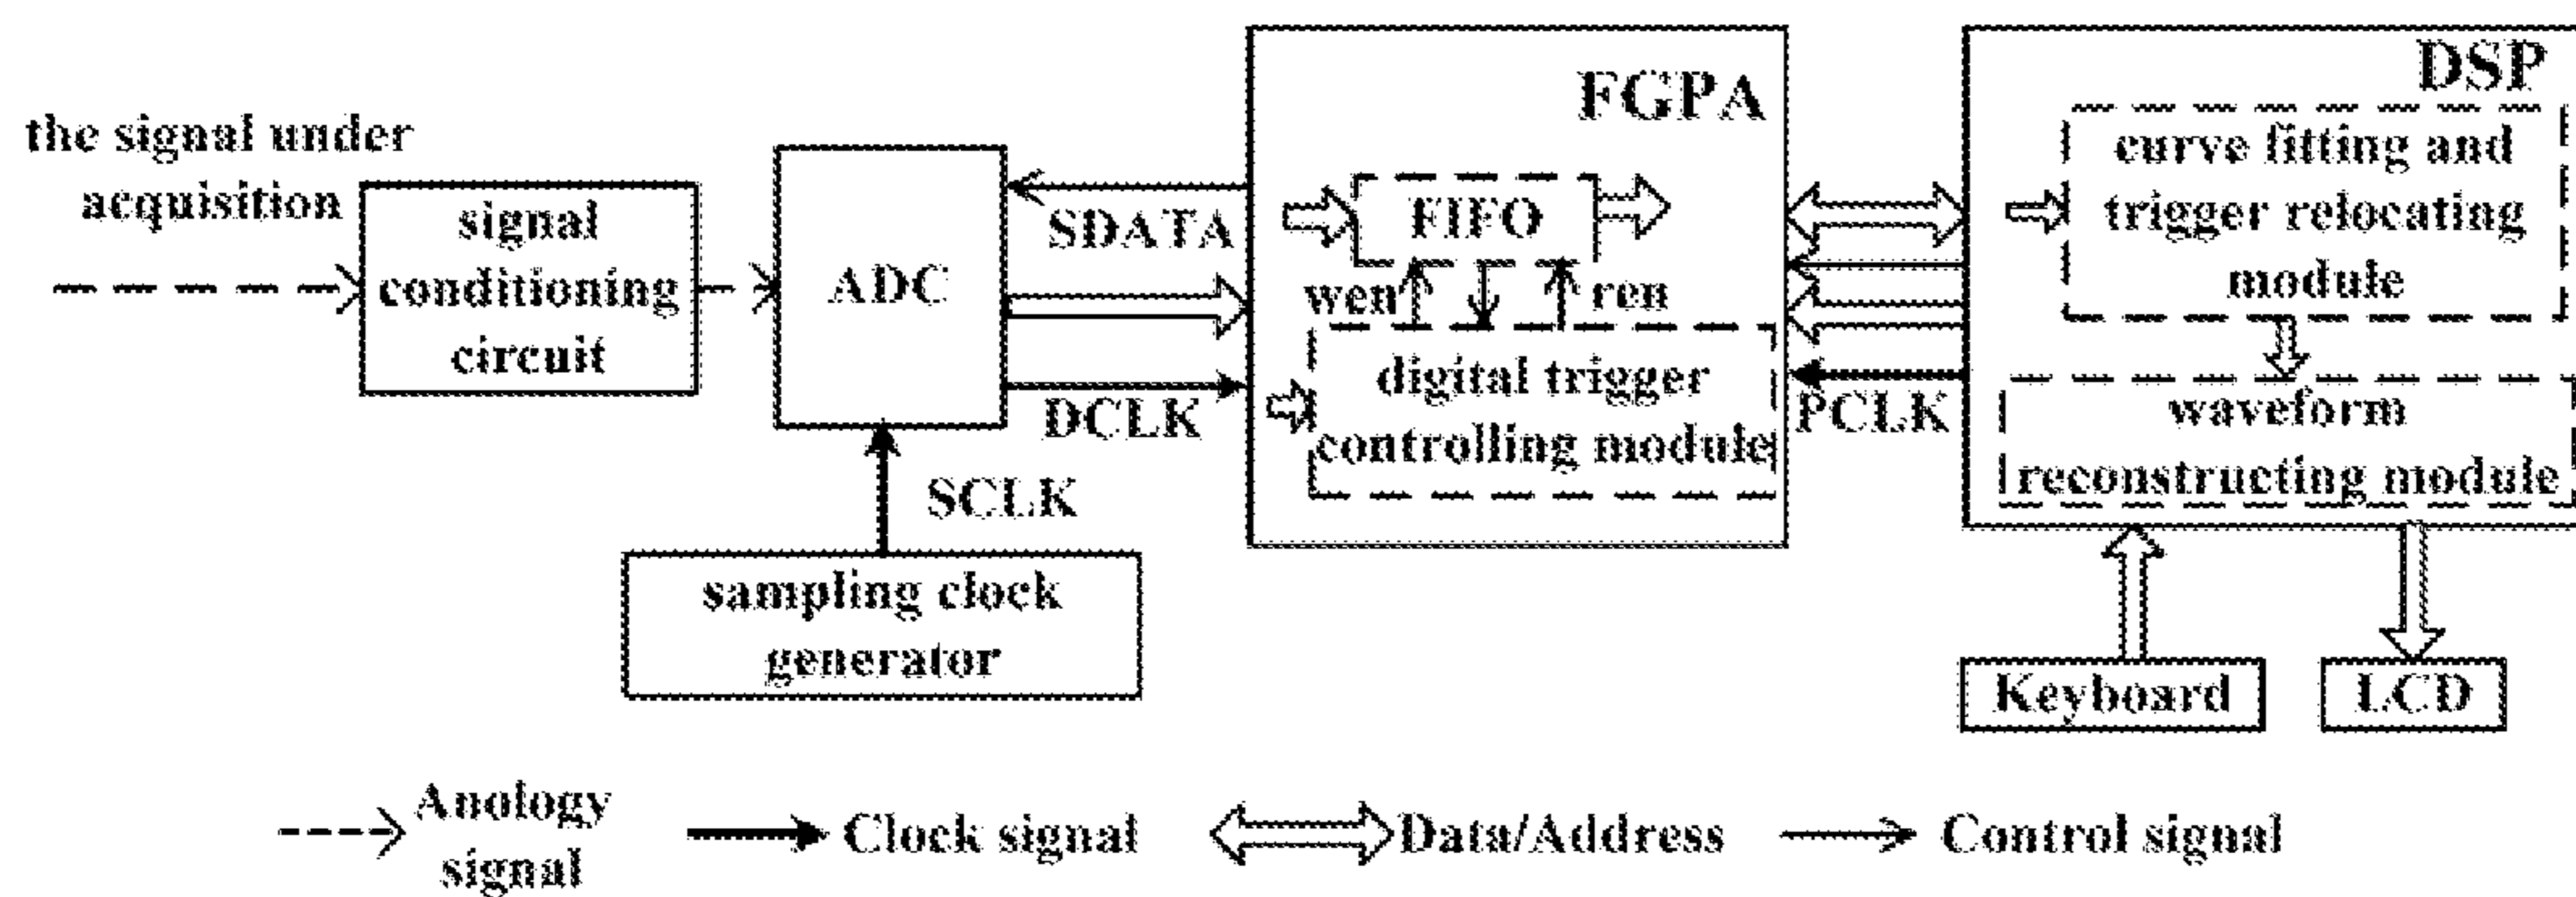 the signal under
acquisition
signal
conditioning
circuit
ADC
SDATA
DCLK
SCLK
sampling clock
generator
FGPA
FIFO
wen
ren
digital trigger
controlling module
PCLK
DSP
curve fitting and
trigger relocating
module
waveform
reconstructing module
Keyboard
LCD
Anology
signal
Clock signal
Data/Address
Control signal